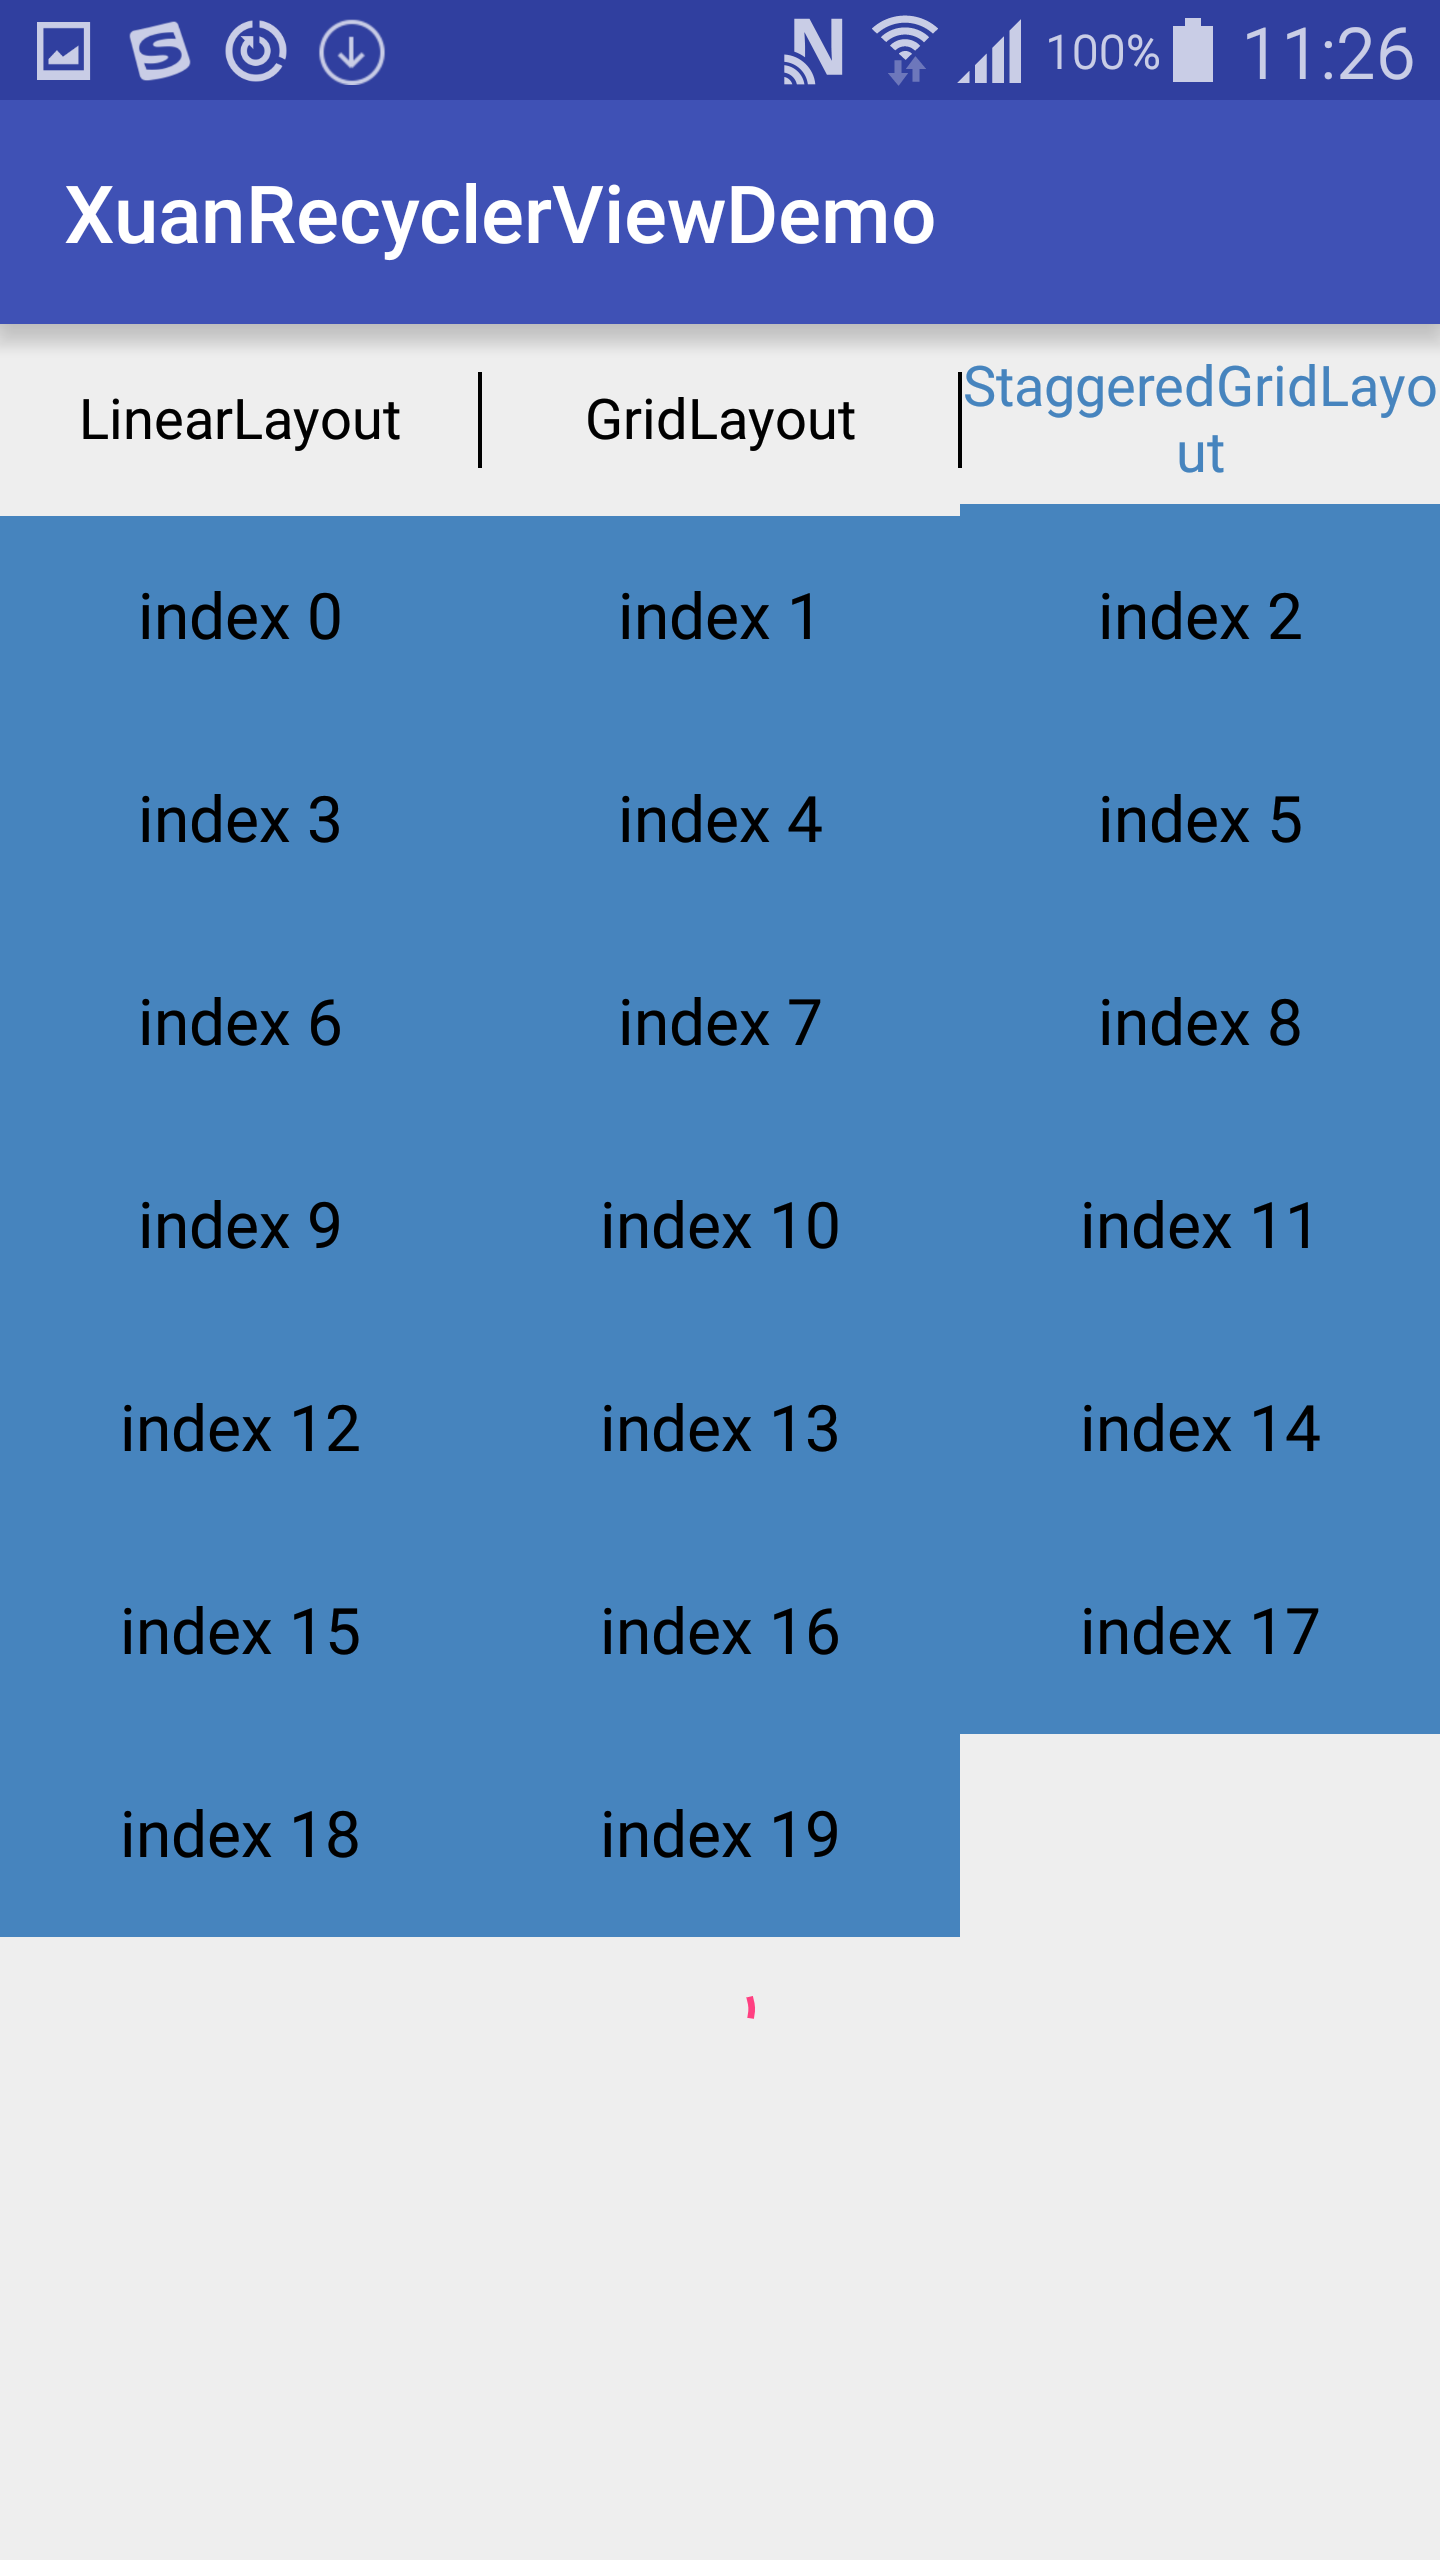 100% 11:26
XuanRecyclerViewDemo
LinearLayout GridLayout StaggeredGridLayo
ut
index 0 index 1 index 2
index 3 index 4 index 5
index 6 index 7 index 8
index 9 index 10 index 11
index 12 index 13 index 14
index 15 index 16 index 17
index 18 index 19